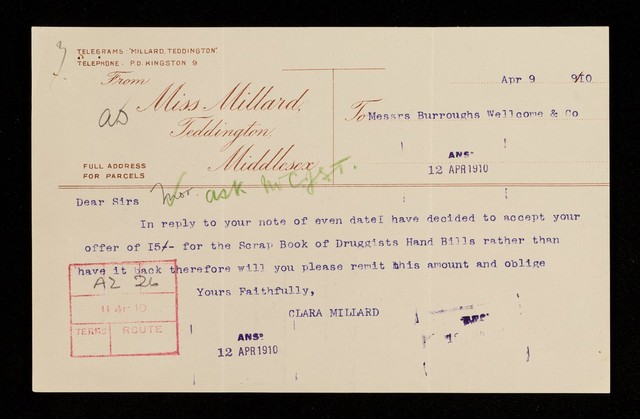 TELEGRAMS: "MILLARD, TEDDINGTON".
TELEPHONE: P.O. KINGSTON 9
From
Miss Millard,
Teddington,
Middlesex.
FULL ADDRESS
FOR PARCELS
Apr 9 910
To Messrs Burroughs Wellcome & Co
ANSD
12 APR 1910
ask
Dear Sirs
In reply to your note of even dateI have decided to accept your
offer of I5/- for the Scrap Book of Druggists Hand Bills rather than
have it back therefore will you please remit this amount and oblige
Yours Faithfully,
CLARA MILLARD
A2 26
TERMS ROUTE
ANSD
12 APR 1910